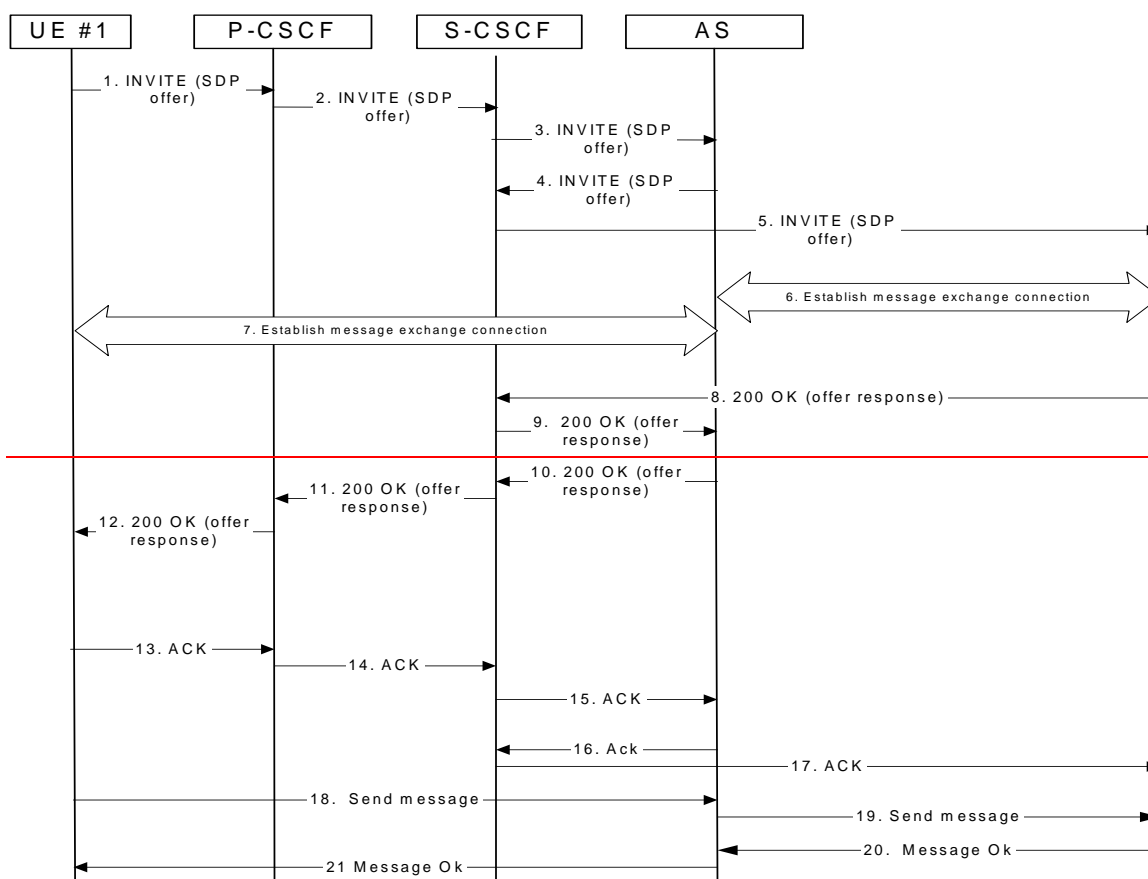 UE #1
P-CSCF
S-CSCF
AS
1. INVITE (SDP
offer)
2. INVITE (SDP
offer)
3. INVITE (SDP
offer)
4. INVITE (SDP
offer)
5. INVITE (SDP
offer)
6. Establish message exchange connection
7. Establish message exchange connection
8. 200 OK (offer response)
9. 200 OK (offer
response)
10. 200 OK (offer
response)
11. 200 OK (offer
response)
12. 200 OK (offer
response)
13. ACK
14. ACK
15. ACK
16. Ack
17. ACK
18. Send message
19. Send message
20. Message Ok
21 Message Ok